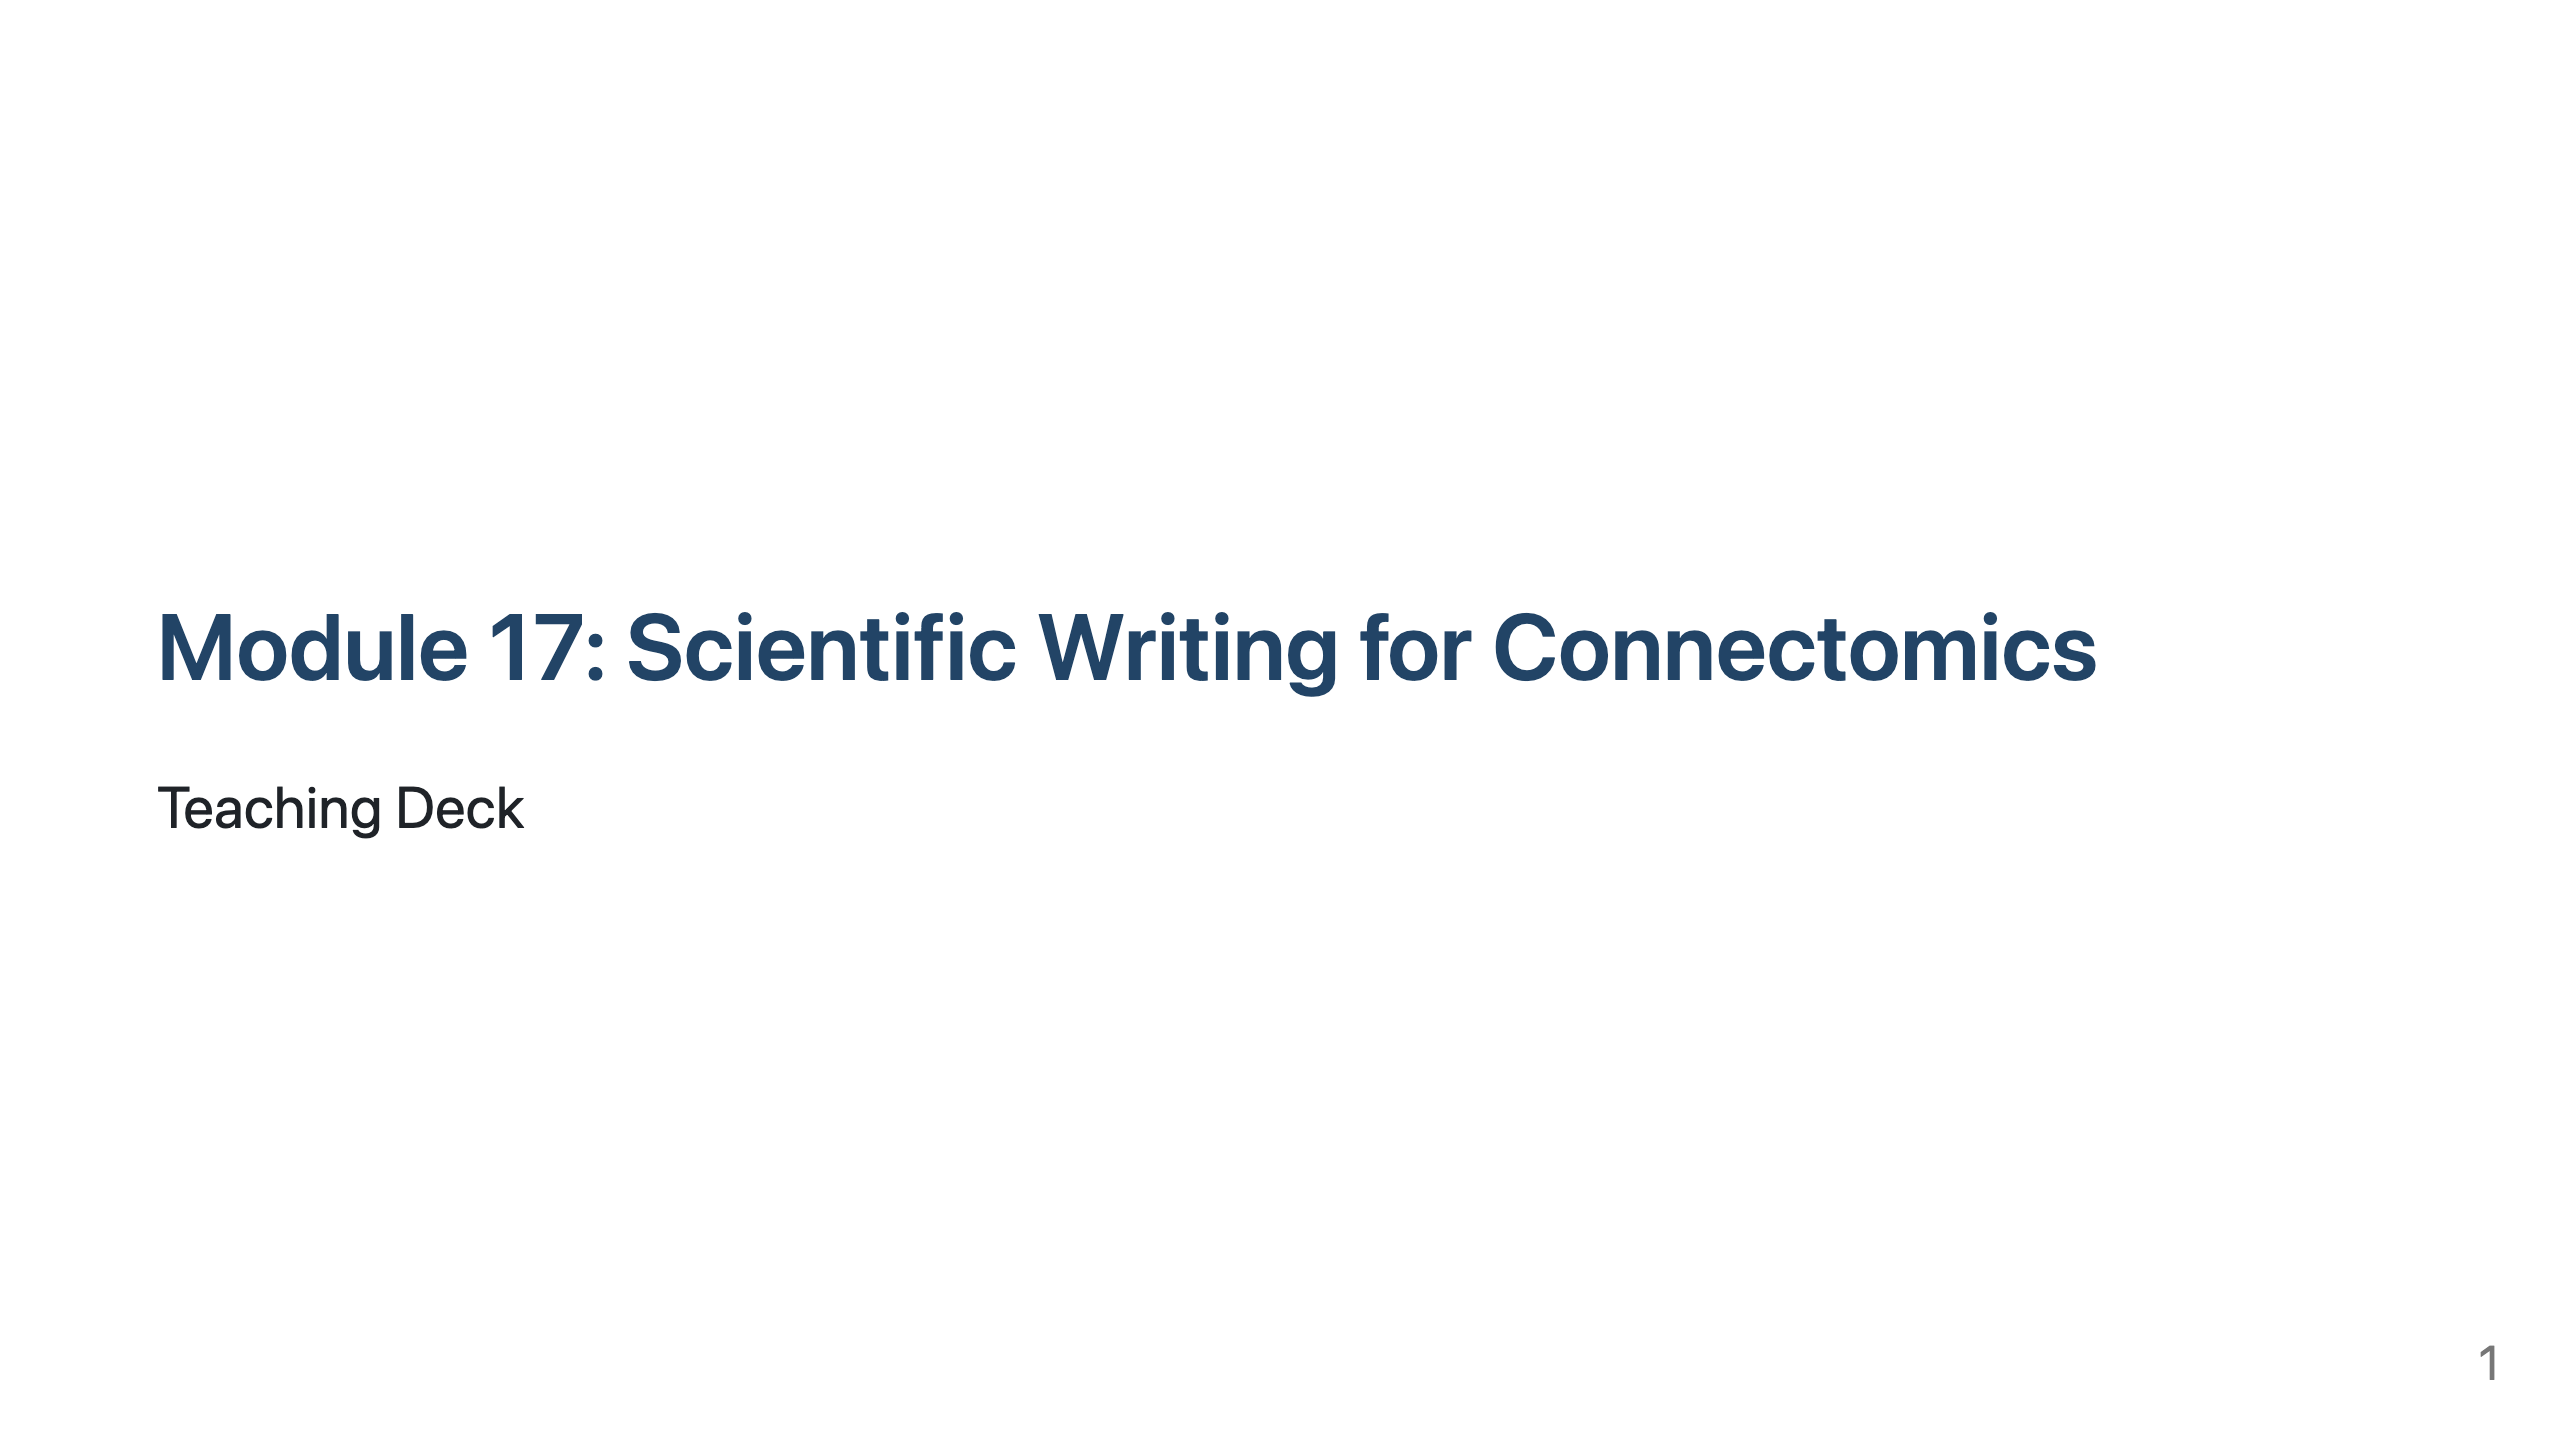 Module 17: Scientific Writing for Connectomics
Teaching Deck
1